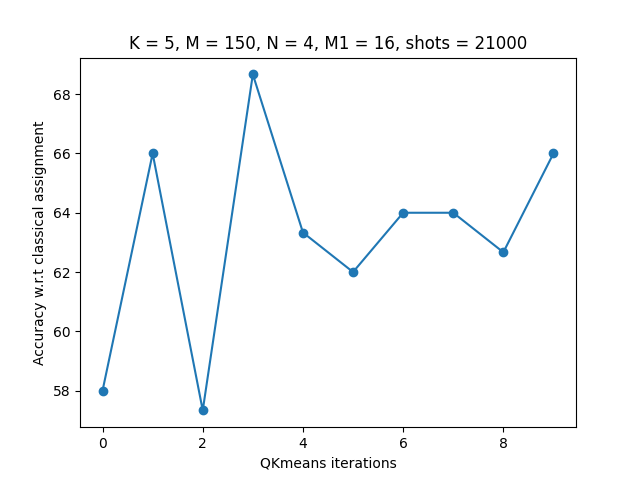 K = 5, M = 150, N = 4, M1 = 16, shots = 21000
Accuracy w.r.t classical assignment
68
66
64
62
60
58
0 2 4 6 8
QKmeans iterations